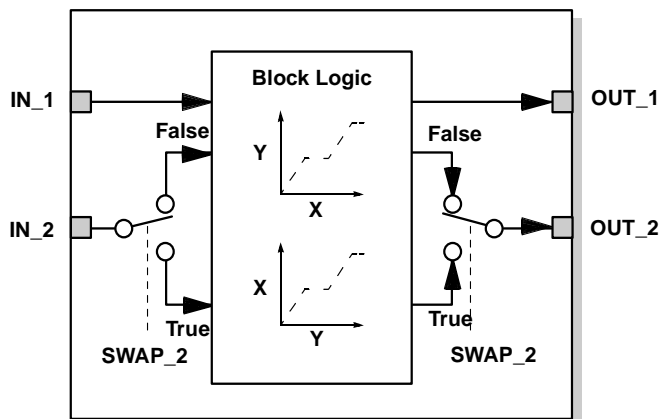 Block Logic
IN_1
OUT_1
False
False
Y
X
IN_2
OUT_2
X
True
True
Y
SWAP_2
SWAP_2